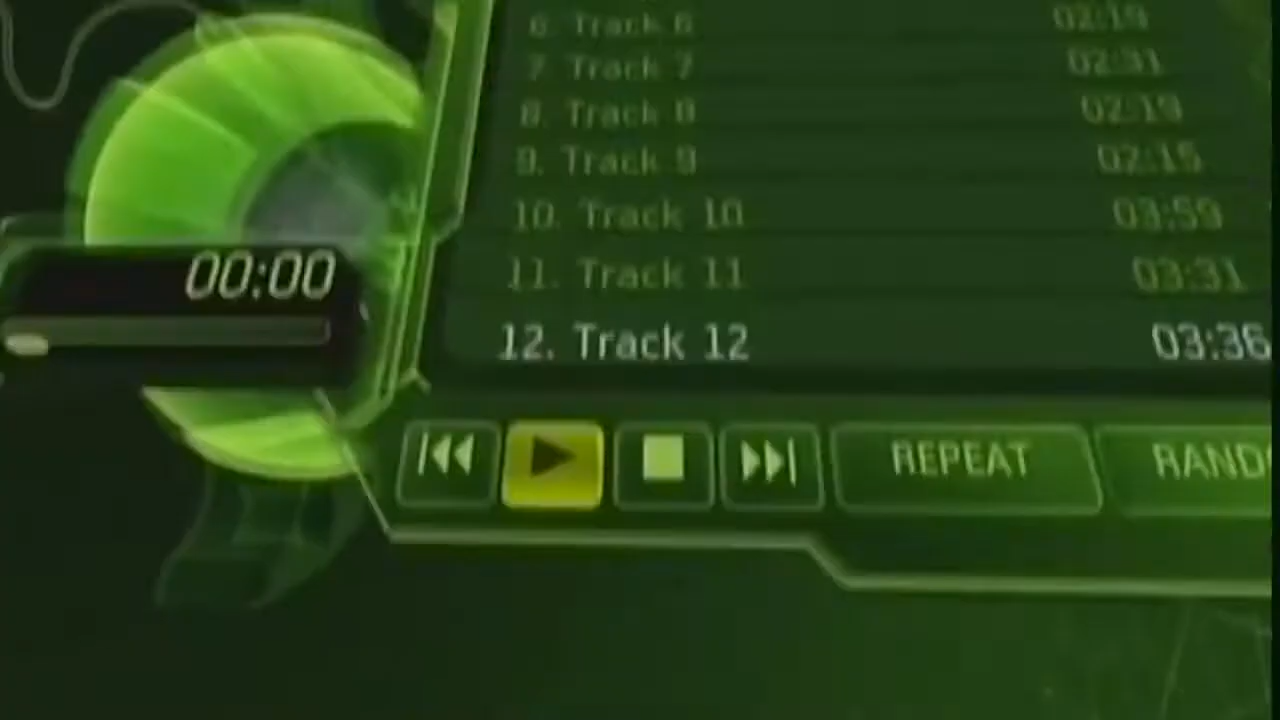 6. Track 6 02:19
7. Track 7 02:31
8. Track 8 02:19
9. Track 9 02:15
10. Track 10 03:59
11. Track 11 03:31
00:00
12. Track 12 03:36
REPEAT
RANDO